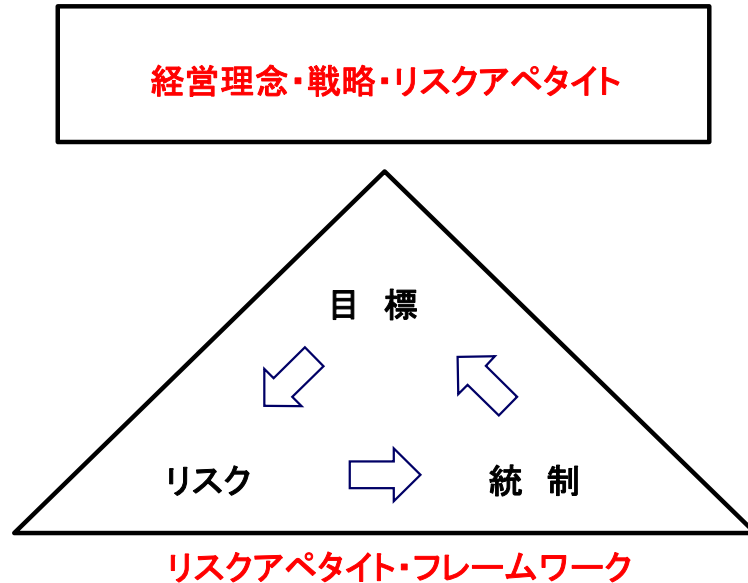 経営理念・戦略・リスクアペタイト
目 標
リスク
統 制
リスクアペタイト・フレームワーク